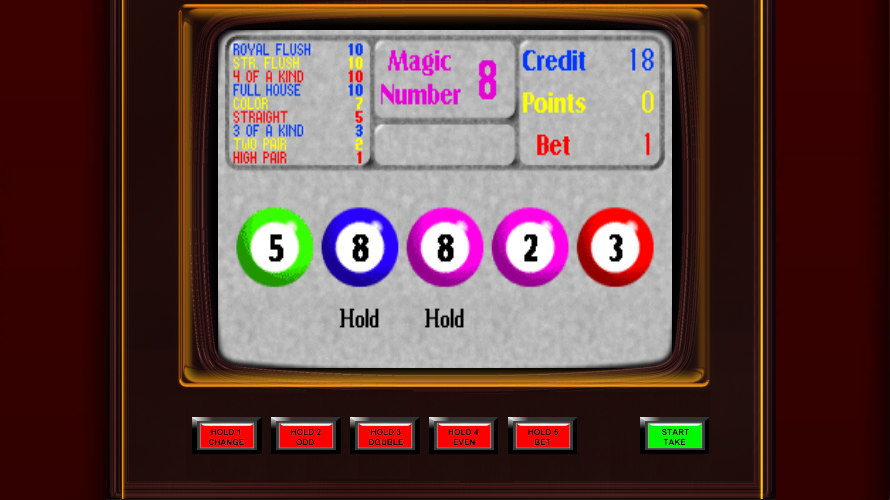 ROYAL FLUSH 10
STR. FLUSH 10
4 OF A KIND 10
FULL HOUSE 10
COLOR 7
STRAIGHT 5
3 OF A KIND 3
TWO PAIR 2
HIGH PAIR 1
Magic
Number 8
Credit 18
Points 0
Bet 1
5 8 8 2 3
Hold Hold
HOLD 1
CHANGE
HOLD 2
ODD
HOLD 3
DOUBLE
HOLD 4
EVEN
HOLD 5
BET
START
TAKE